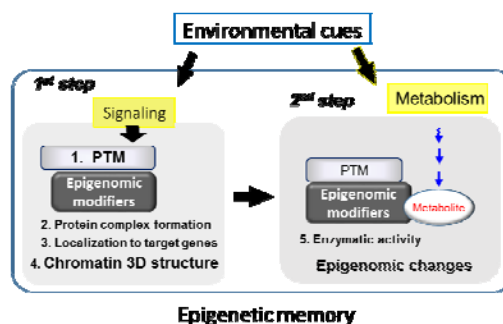 Environmental cues
1st step
2nd step
Signaling
Metabolism
1. PTM
Epigenomic
modifiers
2. Protein complex formation
3. Localization to target genes
4. Chromatin 3D structure
PTM
Epigenomic
modifiers
Metabolite
5. Enzymatic activity
Epigenomic changes
Epigenetic memory